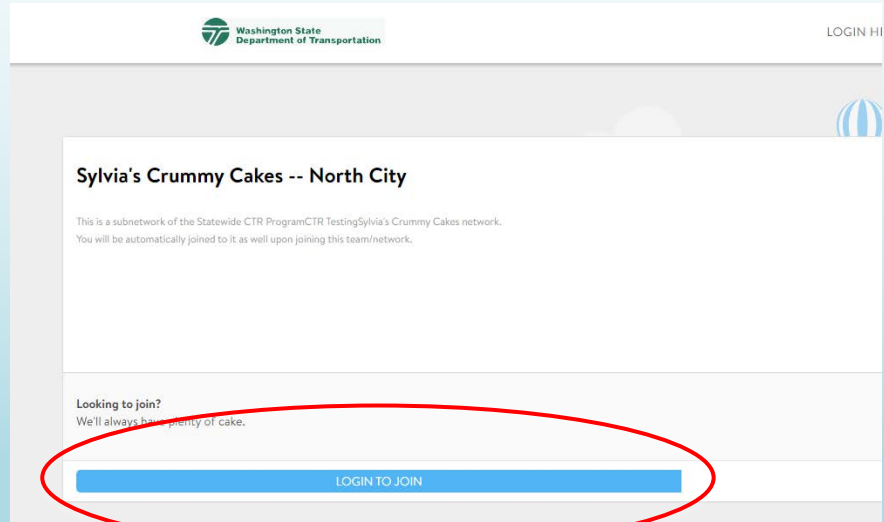 Washington State
Department of Transportation
LOGIN HI
Sylvia's Crummy Cakes -- North City
This is a subnetwork of the Statewide CTR ProgramCTR TestingSylvia's Crummy Cakes network.
You will be automatically joined to it as well upon joining this team/network.
Looking to join?
We'll always have plenty of cake.
LOGIN TO JOIN